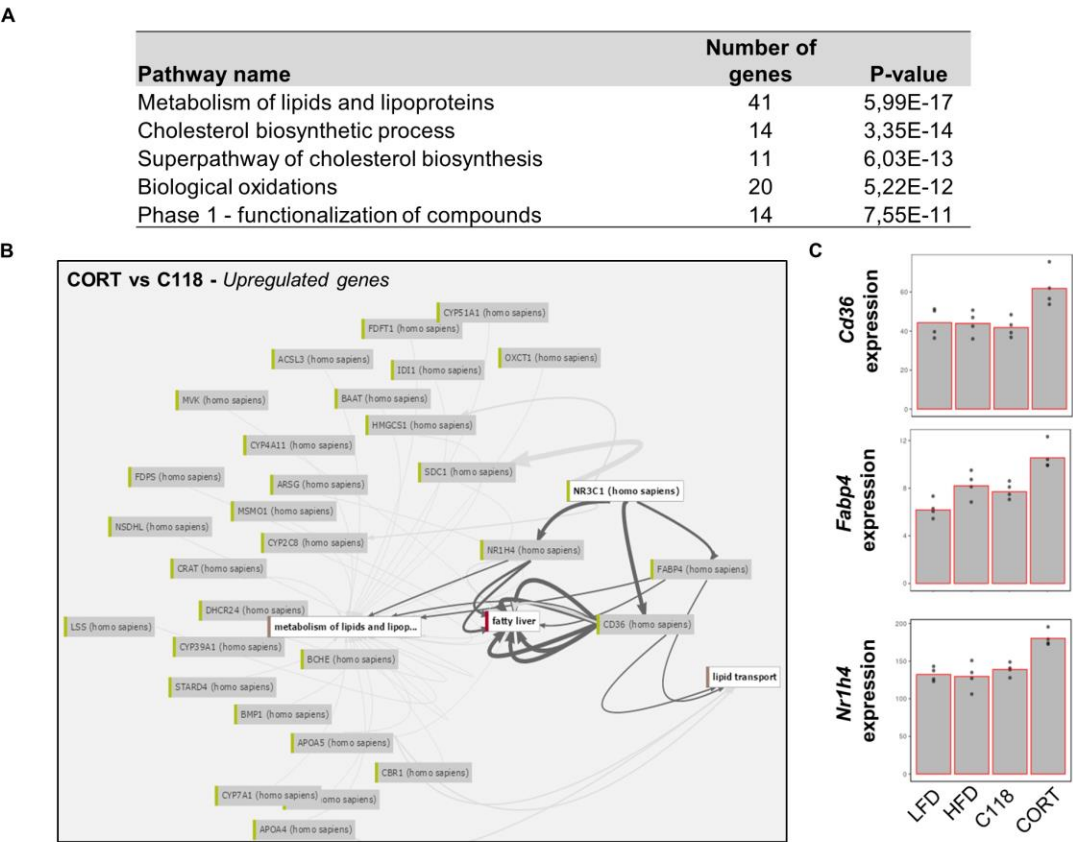 A
Number of
Pathway name genes P-value
Metabolism of lipids and lipoproteins 41 5,99E-17
Cholesterol biosynthetic process 14 3,35E-14
Superpathway of cholesterol biosynthesis 11 6,03E-13
Biological oxidations 20 5,22E-12
Phase 1 - functionalization of compounds 14 7,55E-11
B
CORT vs C118 - Upregulated genes
CYP51A1 (homo sapiens)
FDFT1 (homo sapiens)
ACSL3 (homo sapiens)
OXCT1 (homo sapiens)
IDI1 (homo sapiens)
MVK (homo sapiens)
BAAT (homo sapiens)
HMGCS1 (homo sapiens)
CYP4A11 (homo sapiens)
SDC1 (homo sapiens)
FDPS (homo sapiens)
ARSG (homo sapiens)
NR3C1 (homo sapiens)
MSMO1 (homo sapiens)
NSDHL (homo sapiens)
CYP2C8 (homo sapiens)
NR1H4 (homo sapiens)
CRAT (homo sapiens)
FABP4 (homo sapiens)
DHCR24 (homo sapiens)
LSS (homo sapiens)
metabolism of lipids and lipop...
fatty liver
CD36 (homo sapiens)
CYP39A1 (homo sapiens)
BCHE (homo sapiens)
lipid transport
STARD4 (homo sapiens)
BMP1 (homo sapiens)
APOA5 (homo sapiens)
CBR1 (homo sapiens)
CYP7A1 (homo sapiens)
omo sapiens)
APOA4 (homo sapiens)
C
Cd36
expression
60
40
20
0
Fabp4
expression
12
8
4
0
Nr1h4
expression
200
150
100
50
0
LFD HFD C118 CORT